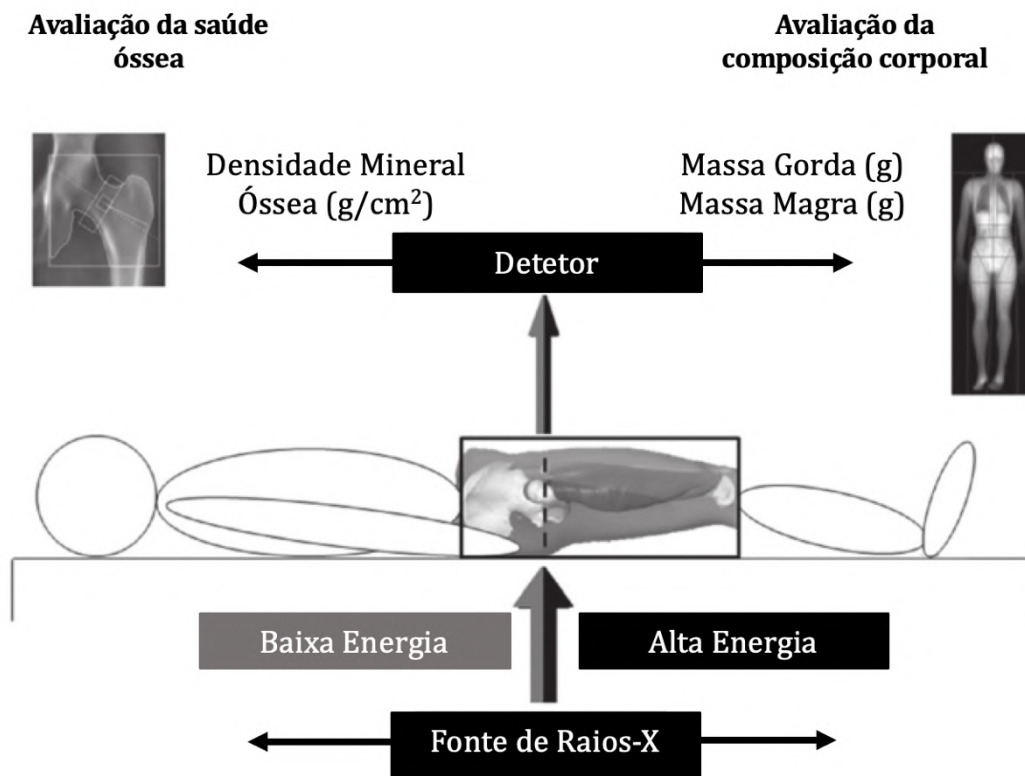 Avaliação da saúde
óssea
Avaliação da
composição corporal
Densidade Mineral
Óssea (g/cm²)
Massa Gorda (g)
Massa Magra (g)
Detetor
Baixa Energia
Alta Energia
Fonte de Raios-X